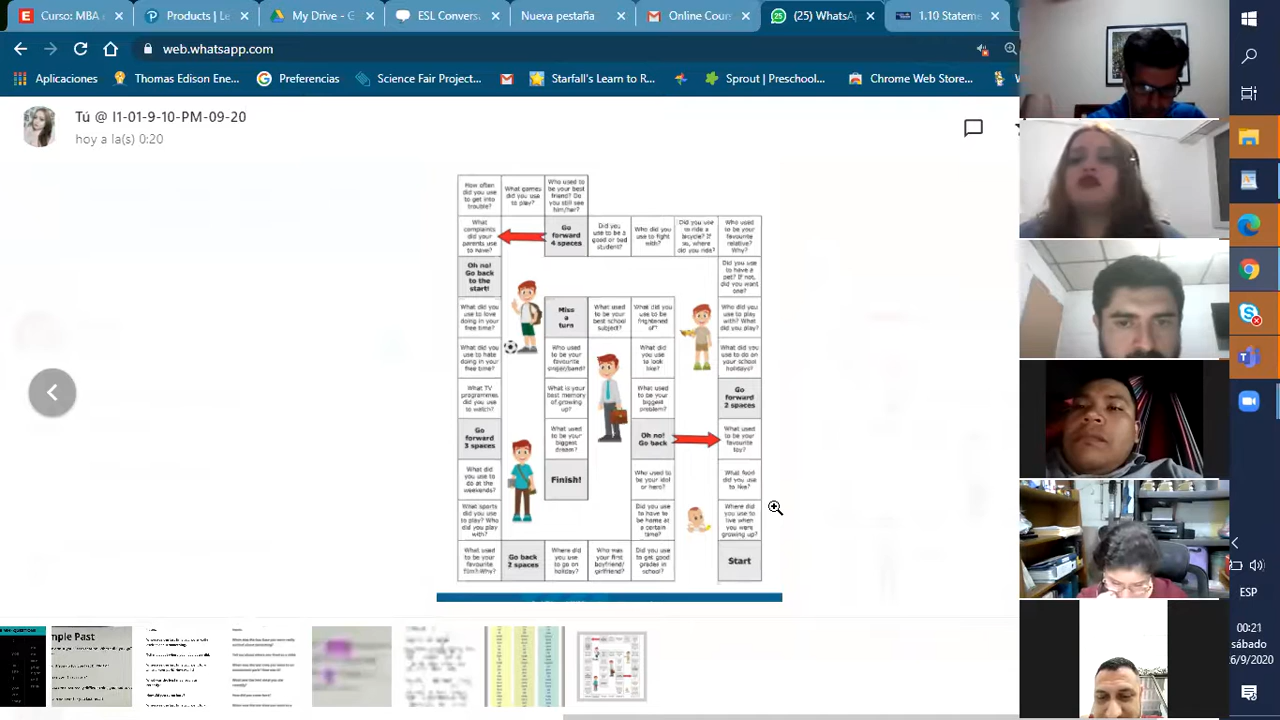 Curso: MBA
Products | Le
My Drive - G
ESL Convers
Nueva pestaña
Online Cours
(25) WhatsAp
1.10 Statem
web.whatsapp.com
Aplicaciones
Thomas Edison Ene...
Preferencias
Science Fair Project...
Starfall's Learn to R...
Sprout | Preschool...
Chrome Web Store...
Tú @ I1-01-9-10-PM-09-20
hoy a la(s) 0:20
How often
did you use
to get into
trouble?
What games
did you use
to play?
Who used to
be your best
friend? Do
you still see
him/her?
What
complaints
did your
parents use
to have?
Go
forward
4 spaces
Did you
use to be a
good or bad
student?
Who did you
use to fight
with?
Did you use
to ride a
bicycle? If
so, where
did you ride?
Who used to
be your
favourite
relative?
Why?
Oh no!
Go back
to the
start!
Did you use to
have a
pet? If not,
did you want
one?
What did you
use to love
doing in your
free time?
Miss
a
turn
What used
to be your
best school
subject?
What did you
use to be
frightened
of?
Who did you
use to play
with? What
did you play?
What did you
use to hate
doing in your
free time?
Who used
to be your
favourite
singer/band?
What did
you use
to look
like?
What did you
use to do on
your school
holidays?
What TV
programmes
did you use
to watch?
What is your
best memory
of growing
up?
What used
to be your
biggest
problem?
Go
forward
2 spaces
Go
forward
3 spaces
What used
to be your
biggest
dream?
Oh no!
Go back
What used
to be your
favourite
toy?
What did
you use to
do at the
weekends?
Finish!
Who used to
be your idol
or hero?
What food
did you use
to like?
What sports
did you use
to play? Who
did you play
with?
Did you use
to have to
be home at
a certain
time?
Where did
you use to
live when
you were
growing up?
What used
to be your
favourite
film? Why?
Go back
2 spaces
Where did
you use
to go on
holiday?
Who was
your first
boyfriend/
girlfriend?
Did you use
to get good
grades in
school?
Start
mple Past
ESP
08:21